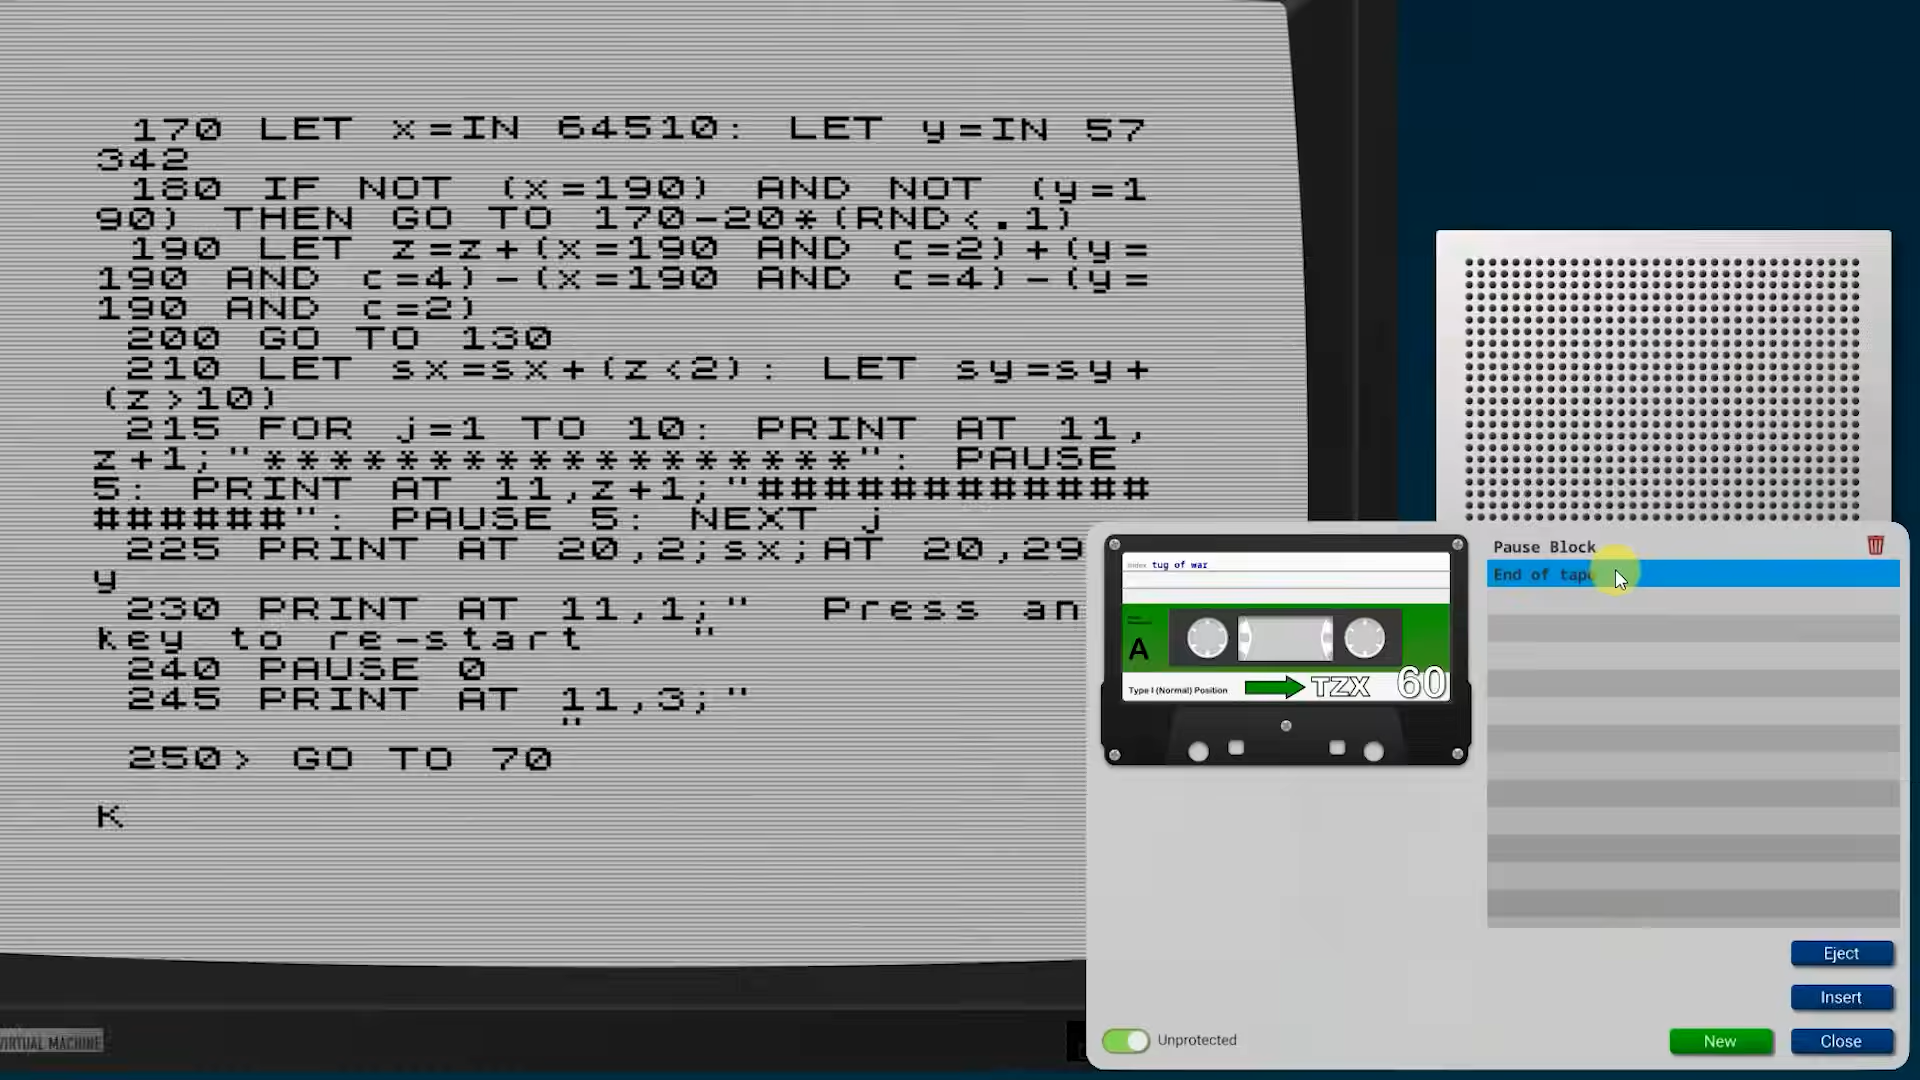 170 LET x=IN 64510: LET y=IN 57
342
180 IF NOT (x=190) AND NOT (y=1
90) THEN GO TO 170-20*(RND<.1)
190 LET z=z+(x=190 AND c=2)+(y=
190 AND c=4)-(x=190 AND c=4)-(y=
190 AND c=2)
200 GO TO 130
210 LET sx=sx+(z<2): LET sy=sy+
(z>10)
215 FOR j=1 TO 10: PRINT AT 11,
z+1;"******************": PAUSE
5: PRINT AT 11,z+1;"############
######": PAUSE 5: NEXT j
225 PRINT AT 20,2;sx;AT 20,29
y
230 PRINT AT 11,1;" Press an
key to re-start "
240 PAUSE 0
245 PRINT AT 11,3;"
"
250> GO TO 70
K
VIRTUAL MACHINE
index tug of war
A
Type I (Normal) Position TZX 60
Pause Block
End of tape
Eject
Insert
Unprotected
New
Close